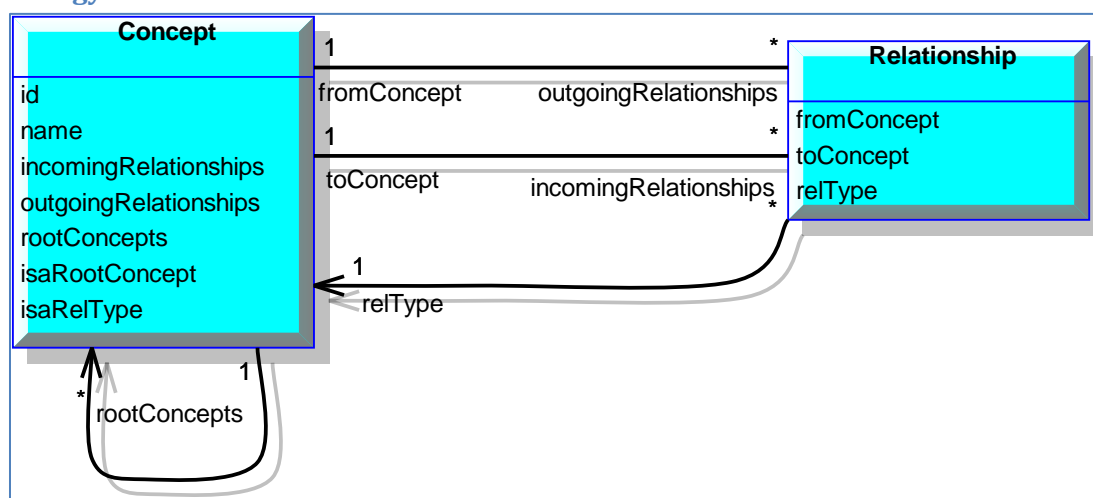 Concept
id
name
incomingRelationships
outgoingRelationships
rootConcepts
isaRootConcept
isaRelType
1
*
fromConcept
outgoingRelationships
1
*
toConcept
incomingRelationships
*
1
relType
Relationship
fromConcept
toConcept
relType
1
*
rootConcepts